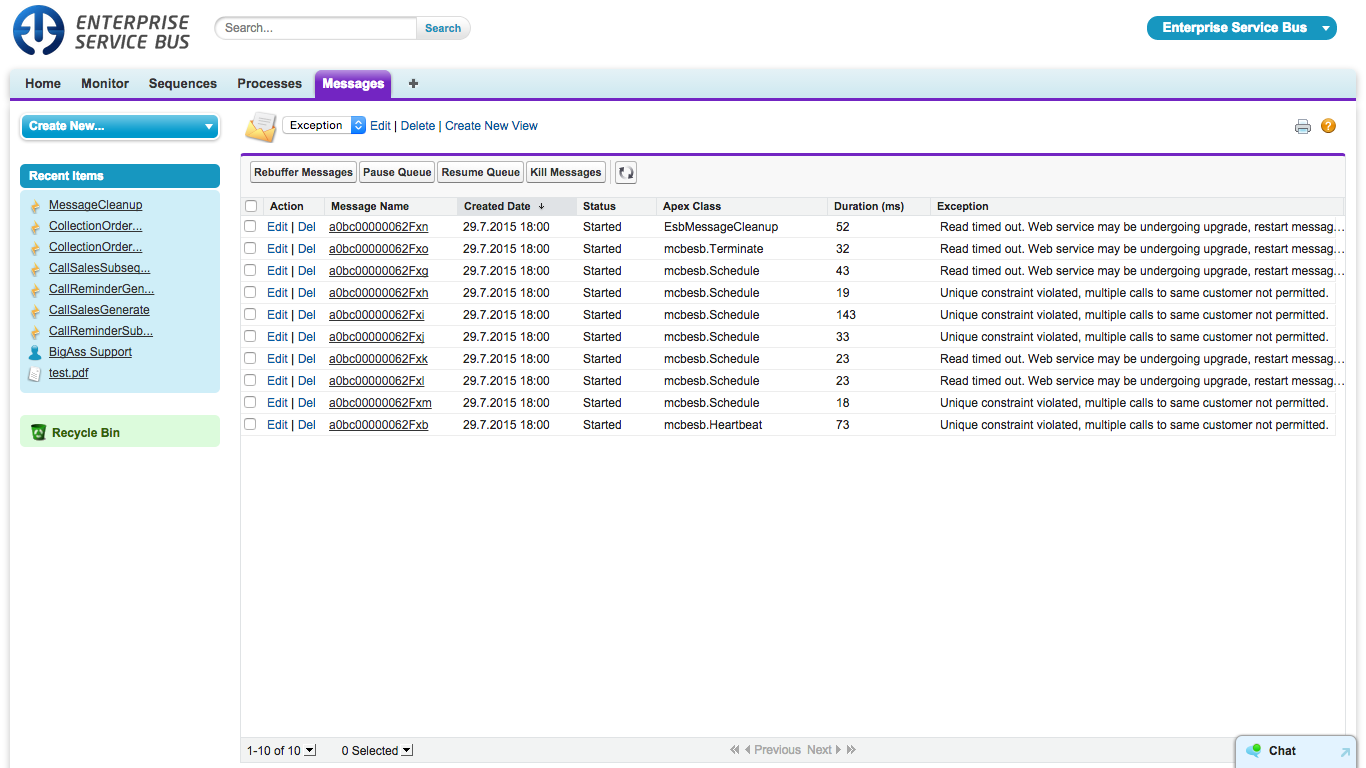 ENTERPRISE
SERVICE BUS
Search...
Search
Enterprise Service Bus
Home Monitor Sequences Processes Messages +
Create New...
Exception Edit | Delete | Create New View
Recent Items
MessageCleanup
CollectionOrder...
CollectionOrder...
CallSalesSubseq...
CallReminderGen...
CallSalesGenerate
CallReminderSub...
BigAss Support
test.pdf
Recycle Bin
Rebuffer Messages Pause Queue Resume Queue Kill Messages
Action Message Name Created Date Status Apex Class Duration (ms) Exception
Edit | Del a0bc00000062Fxn 29.7.2015 18:00 Started EsbMessageCleanup 52 Read timed out. Web service may be undergoing upgrade, restart messag...
Edit | Del a0bc00000062Fxo 29.7.2015 18:00 Started mcbesb.Terminate 32 Read timed out. Web service may be undergoing upgrade, restart messag...
Edit | Del a0bc00000062Fxg 29.7.2015 18:00 Started mcbesb.Schedule 43 Read timed out. Web service may be undergoing upgrade, restart messag...
Edit | Del a0bc00000062Fxh 29.7.2015 18:00 Started mcbesb.Schedule 19 Unique constraint violated, multiple calls to same customer not permitted.
Edit | Del a0bc00000062Fxi 29.7.2015 18:00 Started mcbesb.Schedule 143 Unique constraint violated, multiple calls to same customer not permitted.
Edit | Del a0bc00000062Fxj 29.7.2015 18:00 Started mcbesb.Schedule 33 Unique constraint violated, multiple calls to same customer not permitted.
Edit | Del a0bc00000062Fxk 29.7.2015 18:00 Started mcbesb.Schedule 23 Read timed out. Web service may be undergoing upgrade, restart messag...
Edit | Del a0bc00000062Fxl 29.7.2015 18:00 Started mcbesb.Schedule 23 Read timed out. Web service may be undergoing upgrade, restart messag...
Edit | Del a0bc00000062Fxm 29.7.2015 18:00 Started mcbesb.Schedule 18 Unique constraint violated, multiple calls to same customer not permitted.
Edit | Del a0bc00000062Fxb 29.7.2015 18:00 Started mcbesb.Heartbeat 73 Unique constraint violated, multiple calls to same customer not permitted.
1-10 of 10 0 Selected Previous Next
Chat